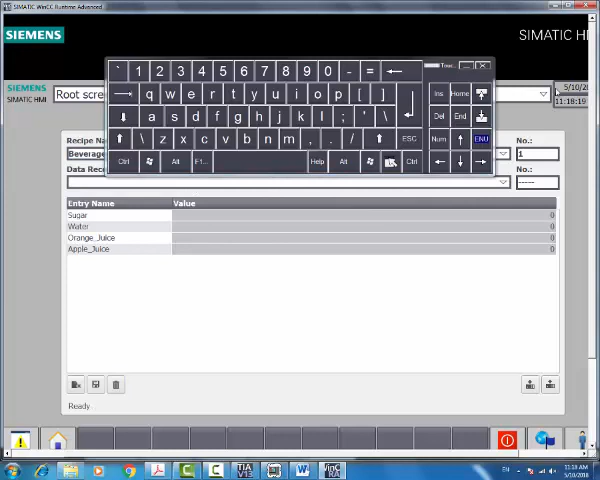 SIMATIC WinCC Runtime Advanced
SIEMENS
SIMATIC HMI
SIEMENS
SIMATIC HMI
Root scre
5/10/20
11:18:19
` 1 2 3 4 5 6 7 8 9 0 - =
q w e r t y u i o p [ ]
a s d f g h j k l ; ' \
\ z x c v b n m , . / ESC
Ctrl Alt F1... Help Alt Ctrl
Ins Home
Del End
Num ENU
Recipe Na
No.:
Beverage
1
Data Reco
No.:
-----
Entry Name Value
Sugar 0
Water 0
Orange_Juice 0
Apple_Juice 0
Ready
TIA
V13
WinC
RA
EN
11:18 AM
5/10/2018